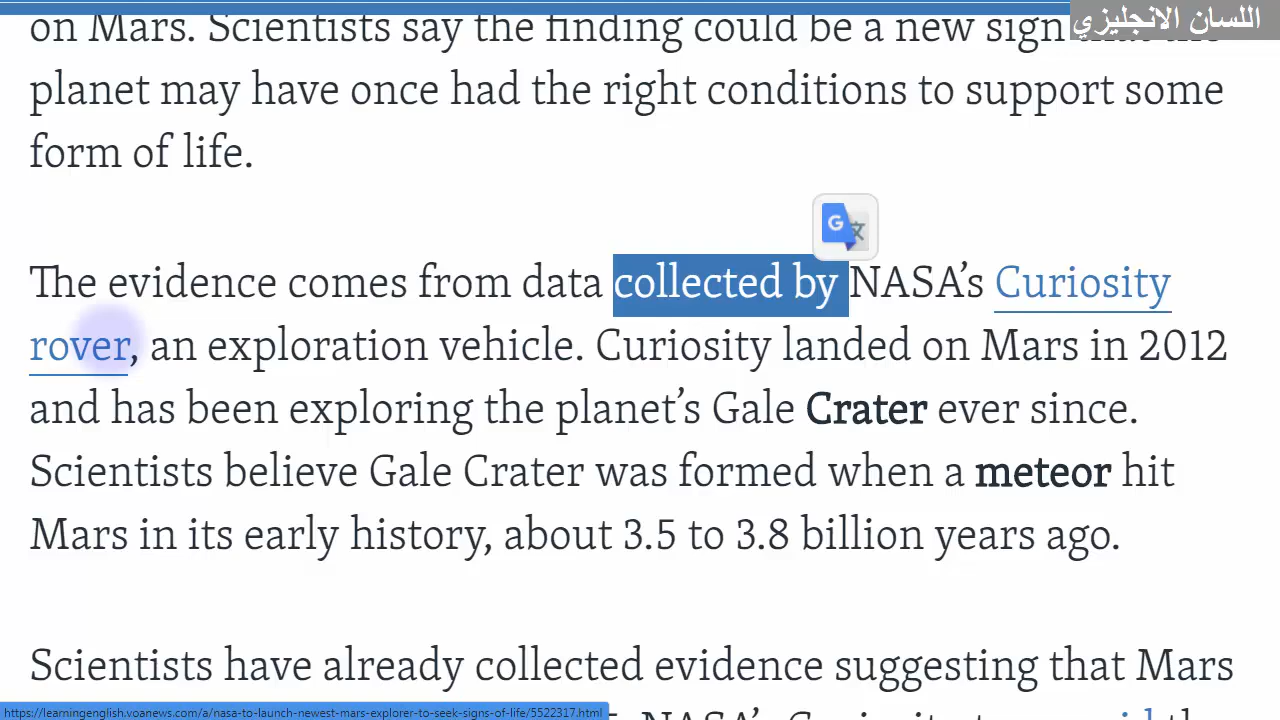 اللسان الانجليزي
on Mars. Scientists say the finding could be a new sign that the
planet may have once had the right conditions to support some
form of life.
The evidence comes from data collected by NASA’s Curiosity
rover, an exploration vehicle. Curiosity landed on Mars in 2012
and has been exploring the planet’s Gale Crater ever since.
Scientists believe Gale Crater was formed when a meteor hit
Mars in its early history, about 3.5 to 3.8 billion years ago.
Scientists have already collected evidence suggesting that Mars
NASA’s Curiosity
https://learningenglish.voanews.com/a/nasa-to-launch-newest-mars-explorer-to-seek-signs-of-life/5522317.html